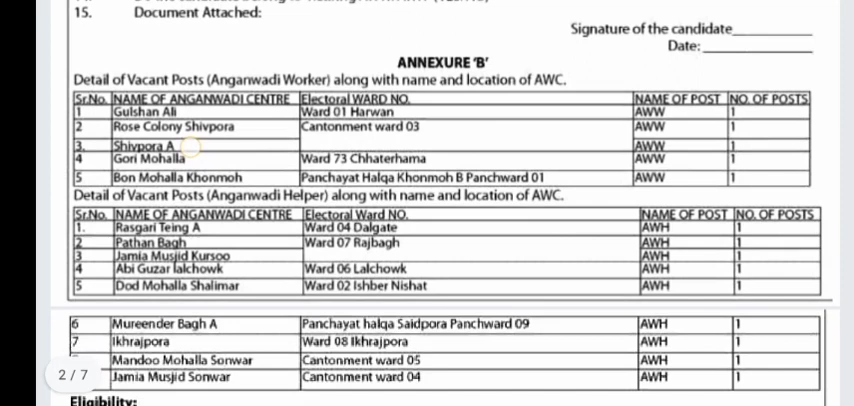 15. Document Attached:
Signature of the candidate____________
Date: ________________
ANNEXURE 'B'
Detail of Vacant Posts (Anganwadi Worker) along with name and location of AWC.
Sr.No. NAME OF ANGANWADI CENTRE Electoral WARD NO. NAME OF POST NO. OF POSTS
1 Gulshan Ali Ward 01 Harwan AWW 1
2 Rose Colony Shivpora Cantonment ward 03 AWW 1
3. Shivpora A AWW 1
4 Gori Mohalla Ward 73 Chhaterhama AWW 1
5 Bon Mohalla Khonmoh Panchayat Halqa Khonmoh B Panchward 01 AWW 1
Detail of Vacant Posts (Anganwadi Helper) along with name and location of AWC.
Sr.No. NAME OF ANGANWADI CENTRE Electoral Ward NO. NAME OF POST NO. OF POSTS
1. Rasgari Teing A Ward 04 Dalgate AWH 1
2 Pathan Bagh Ward 07 Rajbagh AWH 1
3 Jamia Musjid Kursoo AWH 1
4 Abi Guzar lalchowk Ward 06 Lalchowk AWH 1
5 Dod Mohalla Shalimar Ward 02 Ishber Nishat AWH 1
6 Mureender Bagh A Panchayat halqa Saidpora Panchward 09 AWH 1
7 Ikhrajpora Ward 08 Ikhrajpora AWH 1
Mandoo Mohalla Sonwar Cantonment ward 05 AWH 1
2 / 7
Jamia Musjid Sonwar Cantonment ward 04 AWH 1
Eligibility: